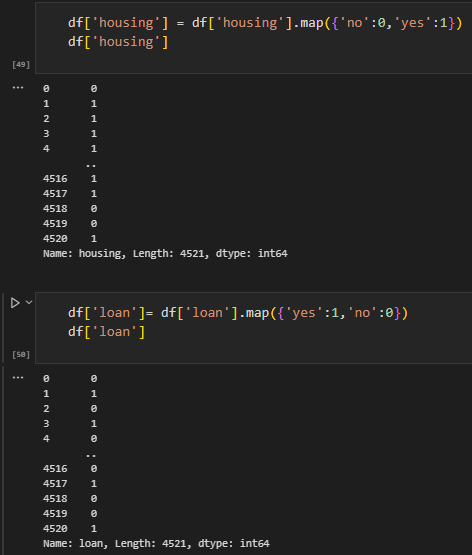 df['housing'] = df['housing'].map({'no':0,'yes':1})
df['housing']
[49]
... 0 0
1 1
2 1
3 1
4 1
..
4516 1
4517 1
4518 0
4519 0
4520 1
Name: housing, Length: 4521, dtype: int64
df['loan']= df['loan'].map({'yes':1,'no':0})
df['loan']
[50]
... 0 0
1 1
2 0
3 1
4 0
..
4516 0
4517 1
4518 0
4519 0
4520 1
Name: loan, Length: 4521, dtype: int64